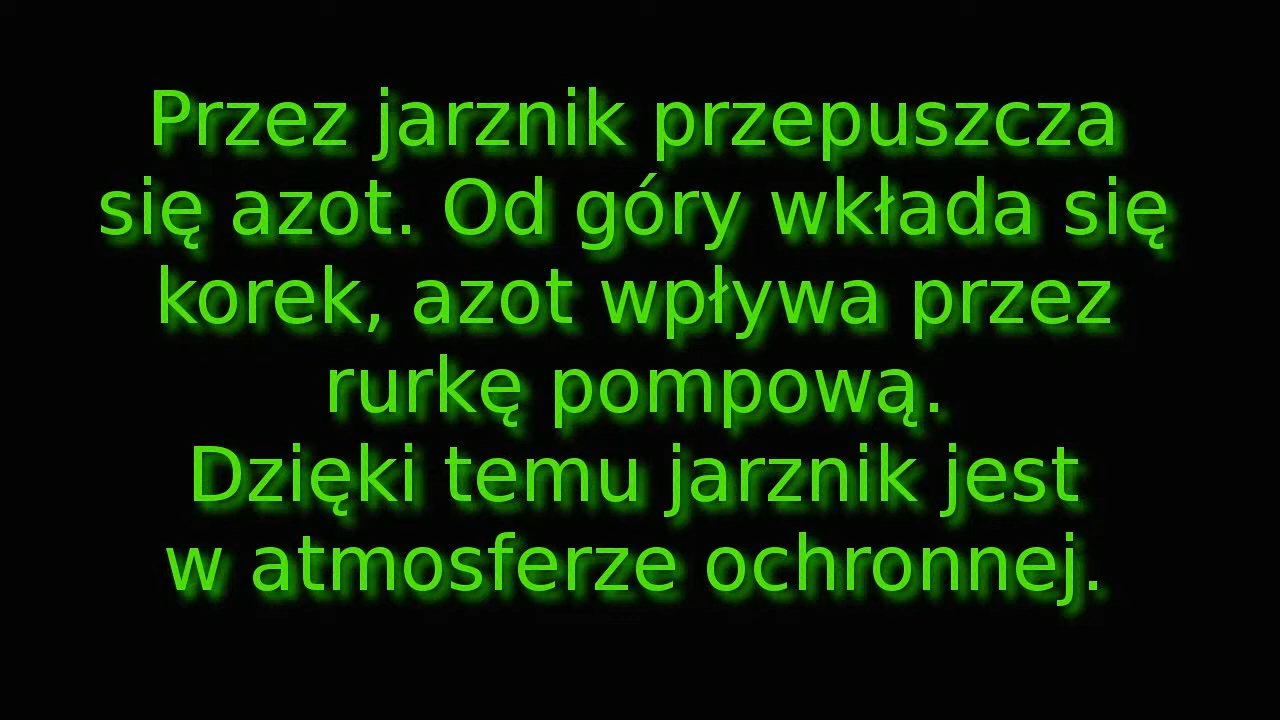 Przez jarznik przepuszcza
się azot. Od góry wkłada się
korek, azot wpływa przez
rurkę pompową.
Dzięki temu jarznik jest
w atmosferze ochronnej.